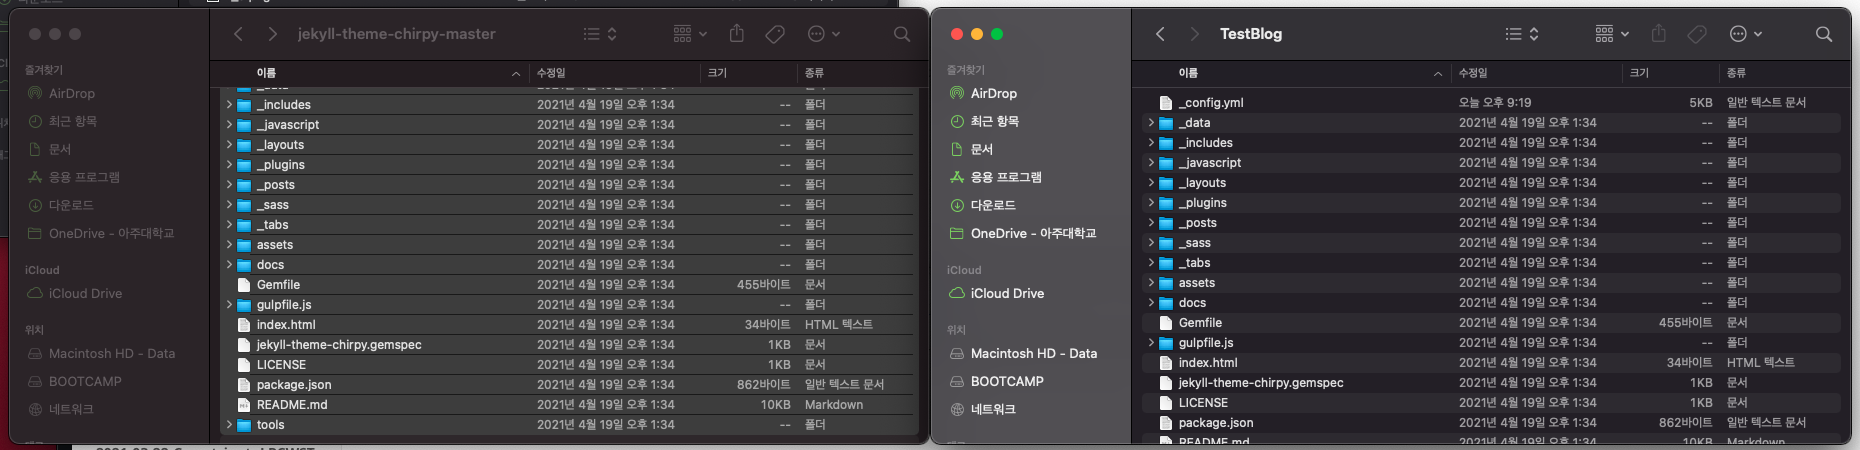 jekyll-theme-chirpy-master
즐겨찾기
AirDrop
최근 항목
문서
응용 프로그램
다운로드
OneDrive - 아주대학교
iCloud
iCloud Drive
위치
Macintosh HD - Data
BOOTCAMP
네트워크
이름 수정일 크기 종류
_includes 2021년 4월 19일 오후 1:34 -- 폴더
_javascript 2021년 4월 19일 오후 1:34 -- 폴더
_layouts 2021년 4월 19일 오후 1:34 -- 폴더
_plugins 2021년 4월 19일 오후 1:34 -- 폴더
_posts 2021년 4월 19일 오후 1:34 -- 폴더
_sass 2021년 4월 19일 오후 1:34 -- 폴더
_tabs 2021년 4월 19일 오후 1:34 -- 폴더
assets 2021년 4월 19일 오후 1:34 -- 폴더
docs 2021년 4월 19일 오후 1:34 -- 폴더
Gemfile 2021년 4월 19일 오후 1:34 455바이트 문서
gulpfile.js 2021년 4월 19일 오후 1:34 -- 폴더
index.html 2021년 4월 19일 오후 1:34 34바이트 HTML 텍스트
jekyll-theme-chirpy.gemspec 2021년 4월 19일 오후 1:34 1KB 문서
LICENSE 2021년 4월 19일 오후 1:34 1KB 문서
package.json 2021년 4월 19일 오후 1:34 862바이트 일반 텍스트 문서
README.md 2021년 4월 19일 오후 1:34 10KB Markdown
tools 2021년 4월 19일 오후 1:34 -- 폴더
TestBlog
즐겨찾기
AirDrop
최근 항목
문서
응용 프로그램
다운로드
OneDrive - 아주대학교
iCloud
iCloud Drive
위치
Macintosh HD - Data
BOOTCAMP
네트워크
이름 수정일 크기 종류
_config.yml 오늘 오후 9:19 5KB 일반 텍스트 문서
_data 2021년 4월 19일 오후 1:34 -- 폴더
_includes 2021년 4월 19일 오후 1:34 -- 폴더
_javascript 2021년 4월 19일 오후 1:34 -- 폴더
_layouts 2021년 4월 19일 오후 1:34 -- 폴더
_plugins 2021년 4월 19일 오후 1:34 -- 폴더
_posts 2021년 4월 19일 오후 1:34 -- 폴더
_sass 2021년 4월 19일 오후 1:34 -- 폴더
_tabs 2021년 4월 19일 오후 1:34 -- 폴더
assets 2021년 4월 19일 오후 1:34 -- 폴더
docs 2021년 4월 19일 오후 1:34 -- 폴더
Gemfile 2021년 4월 19일 오후 1:34 455바이트 문서
gulpfile.js 2021년 4월 19일 오후 1:34 -- 폴더
index.html 2021년 4월 19일 오후 1:34 34바이트 HTML 텍스트
jekyll-theme-chirpy.gemspec 2021년 4월 19일 오후 1:34 1KB 문서
LICENSE 2021년 4월 19일 오후 1:34 1KB 문서
package.json 2021년 4월 19일 오후 1:34 862바이트 일반 텍스트 문서
README.md 2021년 4월 19일 오후 1:34 10KB Markdown